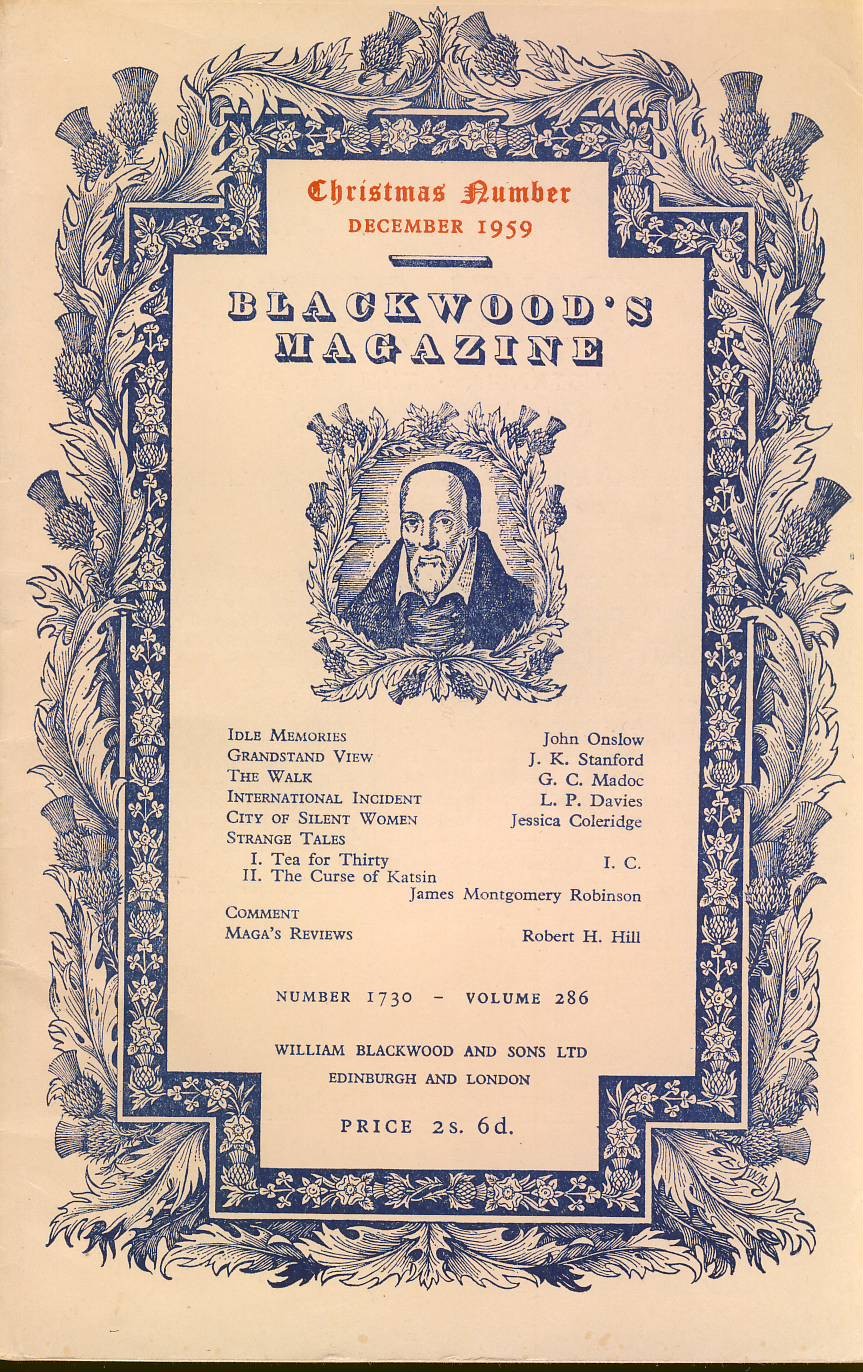 Christmas Number
DECEMBER 1959
BLACKWOOD'S
MAGAZINE
IDLE MEMORIES John Onslow
GRANDSTAND VIEW J. K. Stanford
THE WALK G. C. Madoc
INTERNATIONAL INCIDENT L. P. Davies
CITY OF SILENT WOMEN Jessica Coleridge
STRANGE TALES
I. Tea for Thirty I. C.
II. The Curse of Katsin
James Montgomery Robinson
COMMENT
MAGA'S REVIEWS Robert H. Hill
NUMBER 1730 - VOLUME 286
WILLIAM BLACKWOOD AND SONS LTD
EDINBURGH AND LONDON
PRICE 2s. 6d.